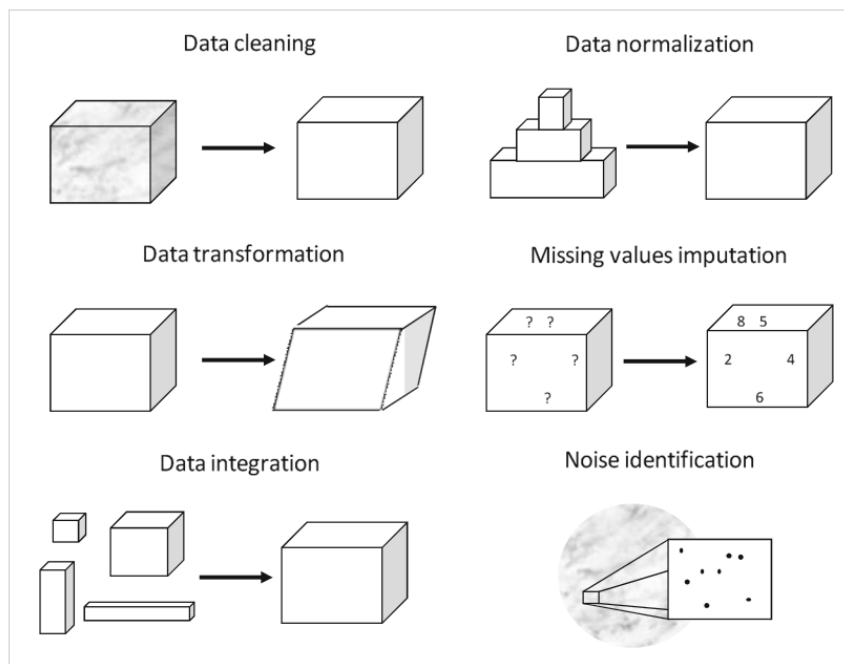 Data cleaning
Data normalization
Data transformation
Missing values imputation
? ?
? ?
?
8 5
2 4
6
Data integration
Noise identification